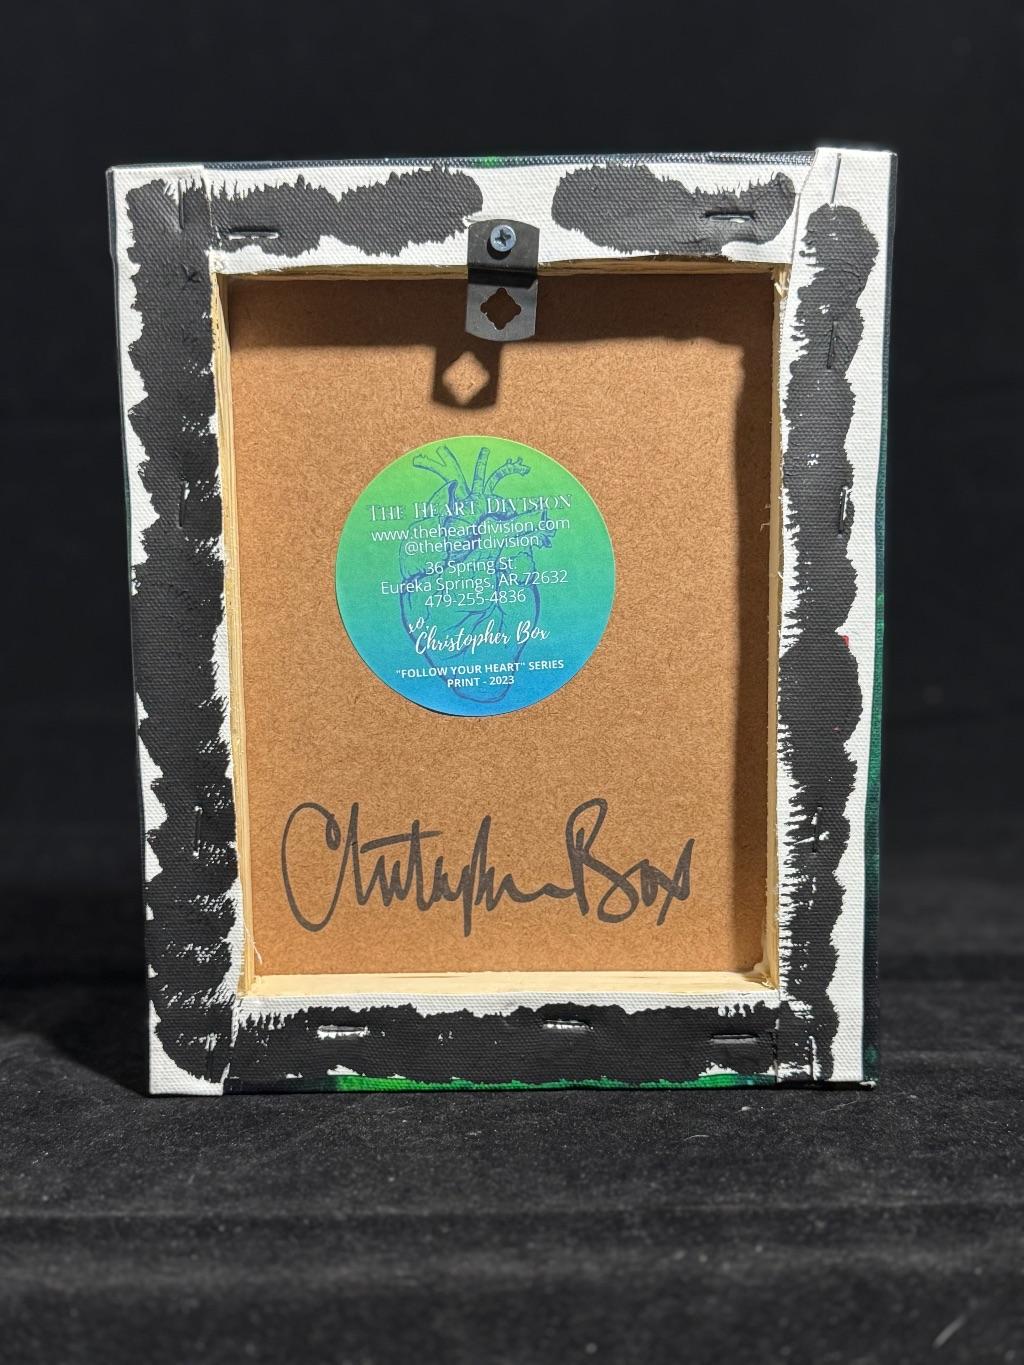 THE HEART DIVISION
www.theheartdivision.com
@theheartdivision
36 Spring St.
Eureka Springs, AR 72632
479-255-4836
xo,
Christopher Box
"FOLLOW YOUR HEART" SERIES
PRINT - 2023
Christopher Box